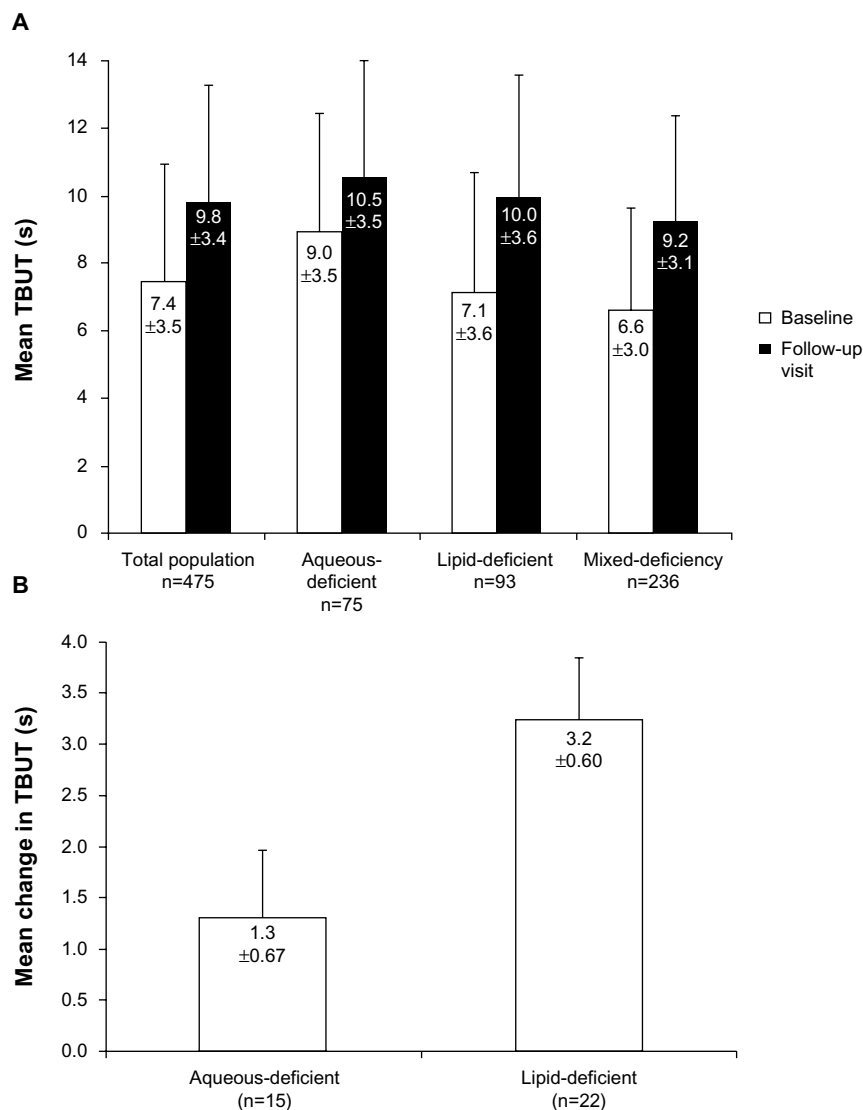 A
Mean TBUT (s)
14
12
10
8
6
4
2
0
7.4
±3.5
9.8
±3.4
9.0
±3.5
10.5
±3.5
7.1
±3.6
10.0
±3.6
6.6
±3.0
9.2
±3.1
Baseline
Follow-up
visit
Total population
n=475
Aqueous-
deficient
n=75
Lipid-deficient
n=93
Mixed-deficiency
n=236
B
Mean change in TBUT (s)
4.0
3.5
3.0
2.5
2.0
1.5
1.0
0.5
0.0
1.3
±0.67
3.2
±0.60
Aqueous-deficient
(n=15)
Lipid-deficient
(n=22)